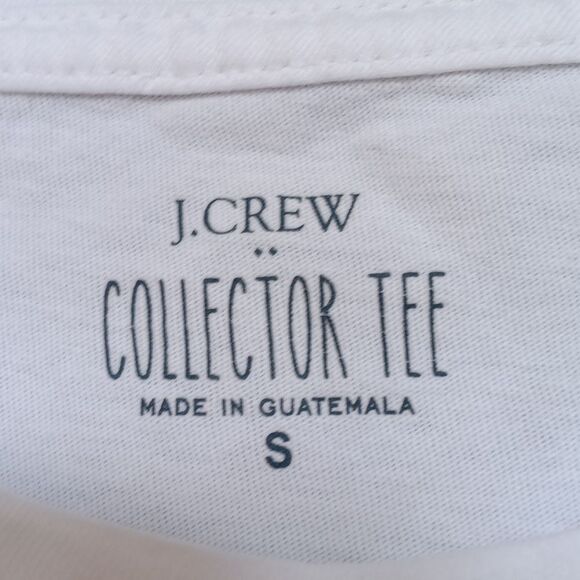 J.CREW
COLLECTOR TEE
MADE IN GUATEMALA
S